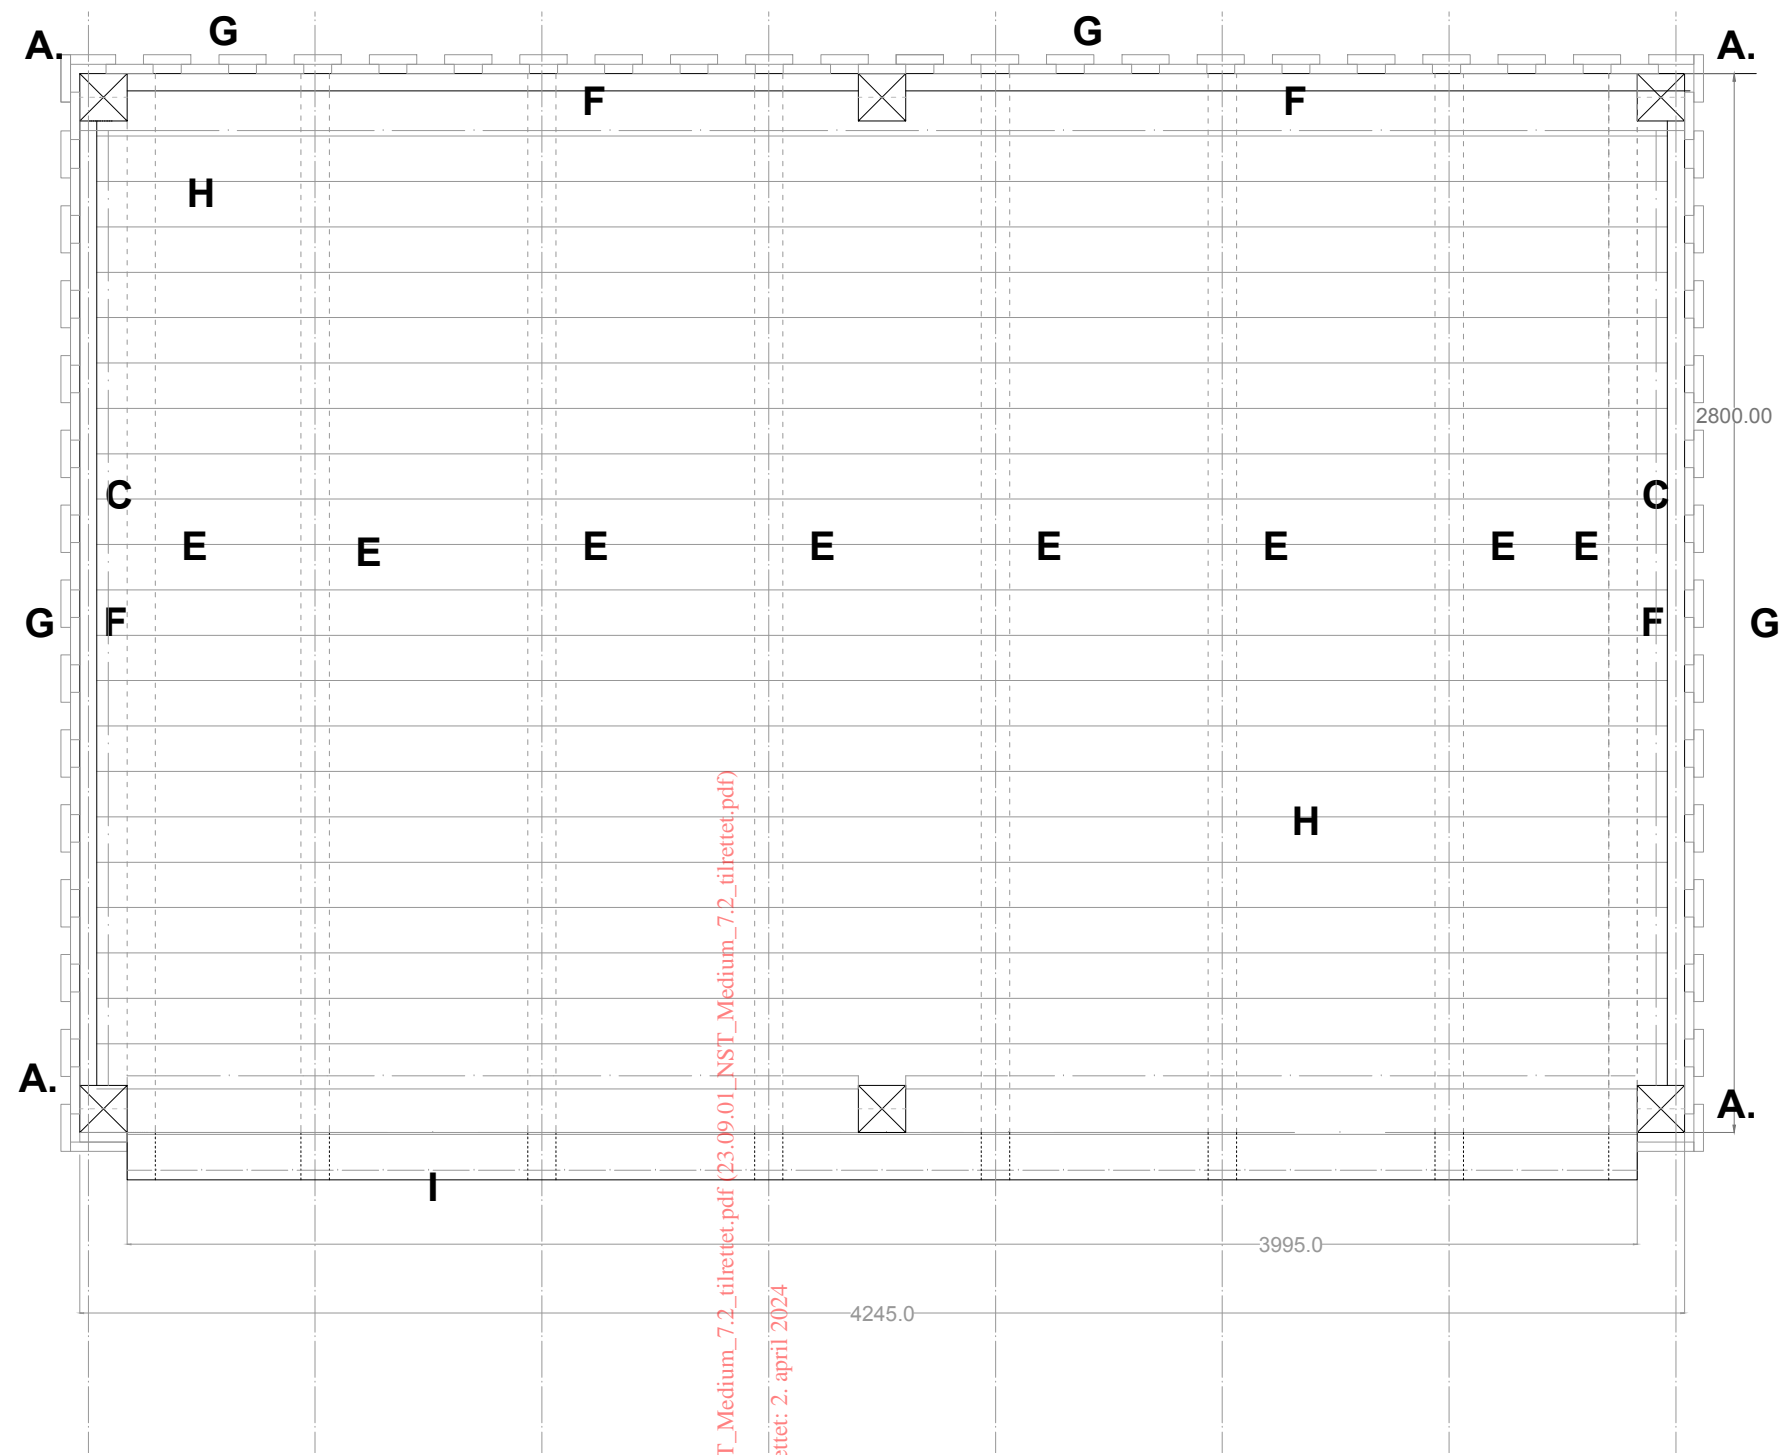 A. G G A.
F F
H
2800.00
C C
E E E E E E E E
G F F G
H
A. A.
I
3995.0
4245.0
T_Medium_7.2_tilrettet.pdf (23.09.01_NST_Medium_7.2_tilrettet.pdf)
ettet: 2. april 2024